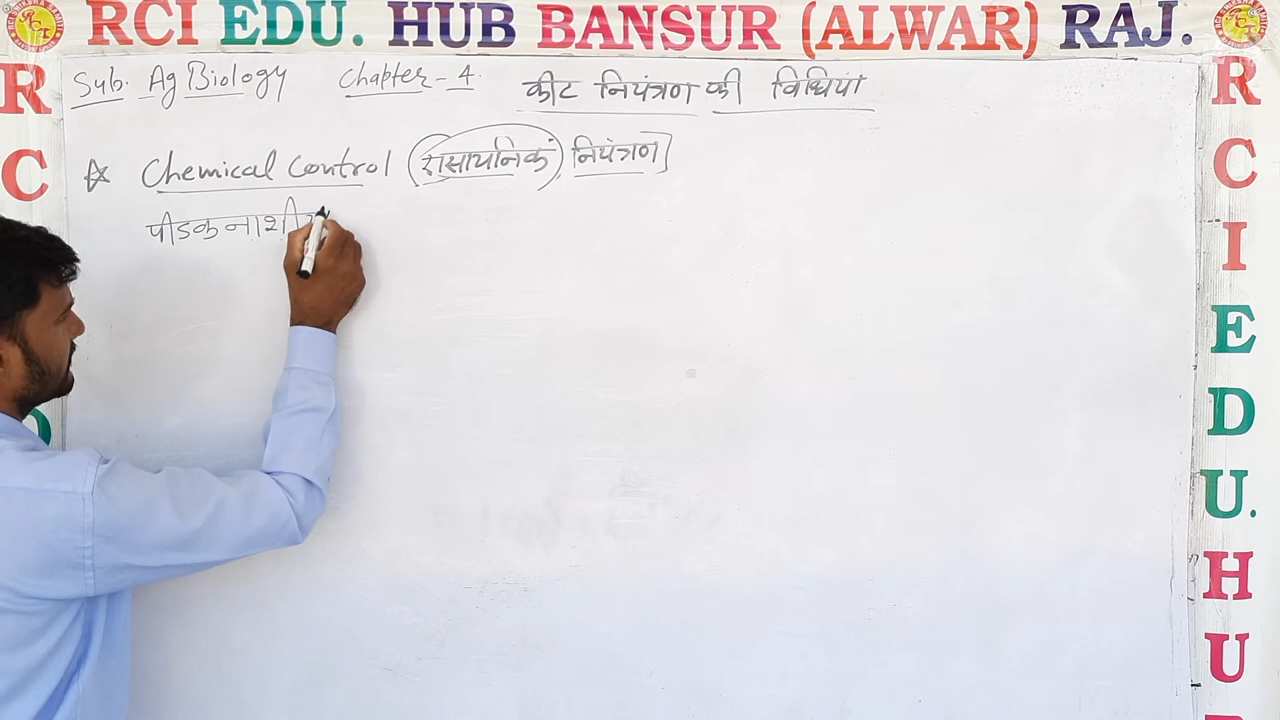 RCI EDU. HUB BANSUR (ALWAR) RAJ.
Sub. Ag Biology Chapter - 4. कीट नियंत्रण की विधियां
☆ Chemical Control (रासायनिक) नियंत्रण]
पीडकनाशी
R
C
R
C
I
E
D
U.
H
U